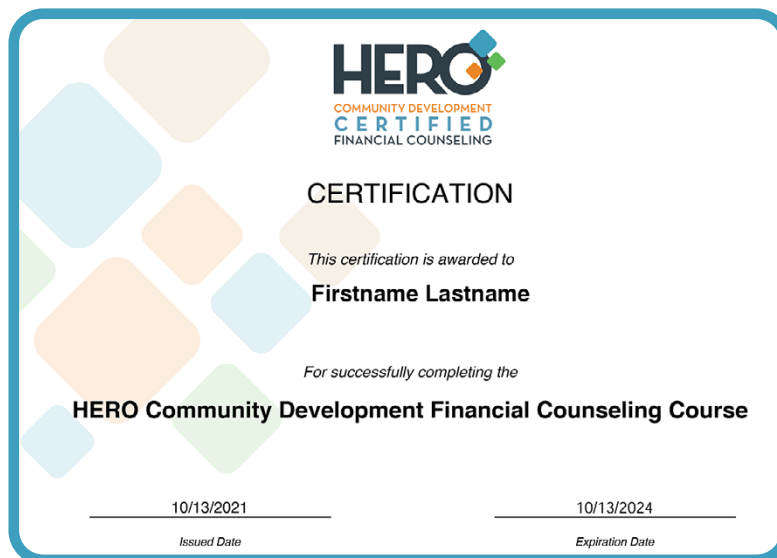 HERO
COMMUNITY DEVELOPMENT
CERTIFIED
FINANCIAL COUNSELING
CERTIFICATION
This certification is awarded to
Firstname Lastname
For successfully completing the
HERO Community Development Financial Counseling Course
10/13/2021 10/13/2024
Issued Date Expiration Date